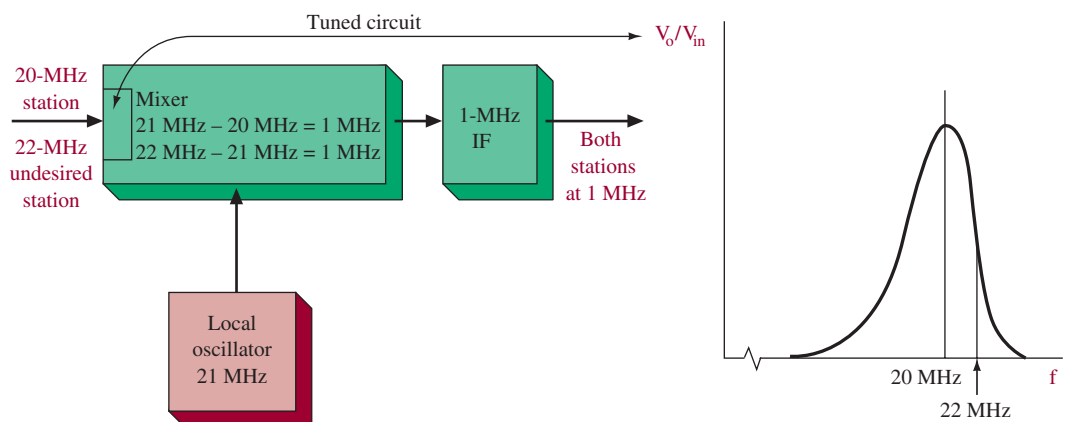 Tuned circuit
20-MHz
station
22-MHz
undesired
station
Mixer
21 MHz – 20 MHz = 1 MHz
22 MHz – 21 MHz = 1 MHz
1-MHz
IF
Both
stations
at 1 MHz
Local
oscillator
21 MHz
Vo/Vin
20 MHz
f
22 MHz